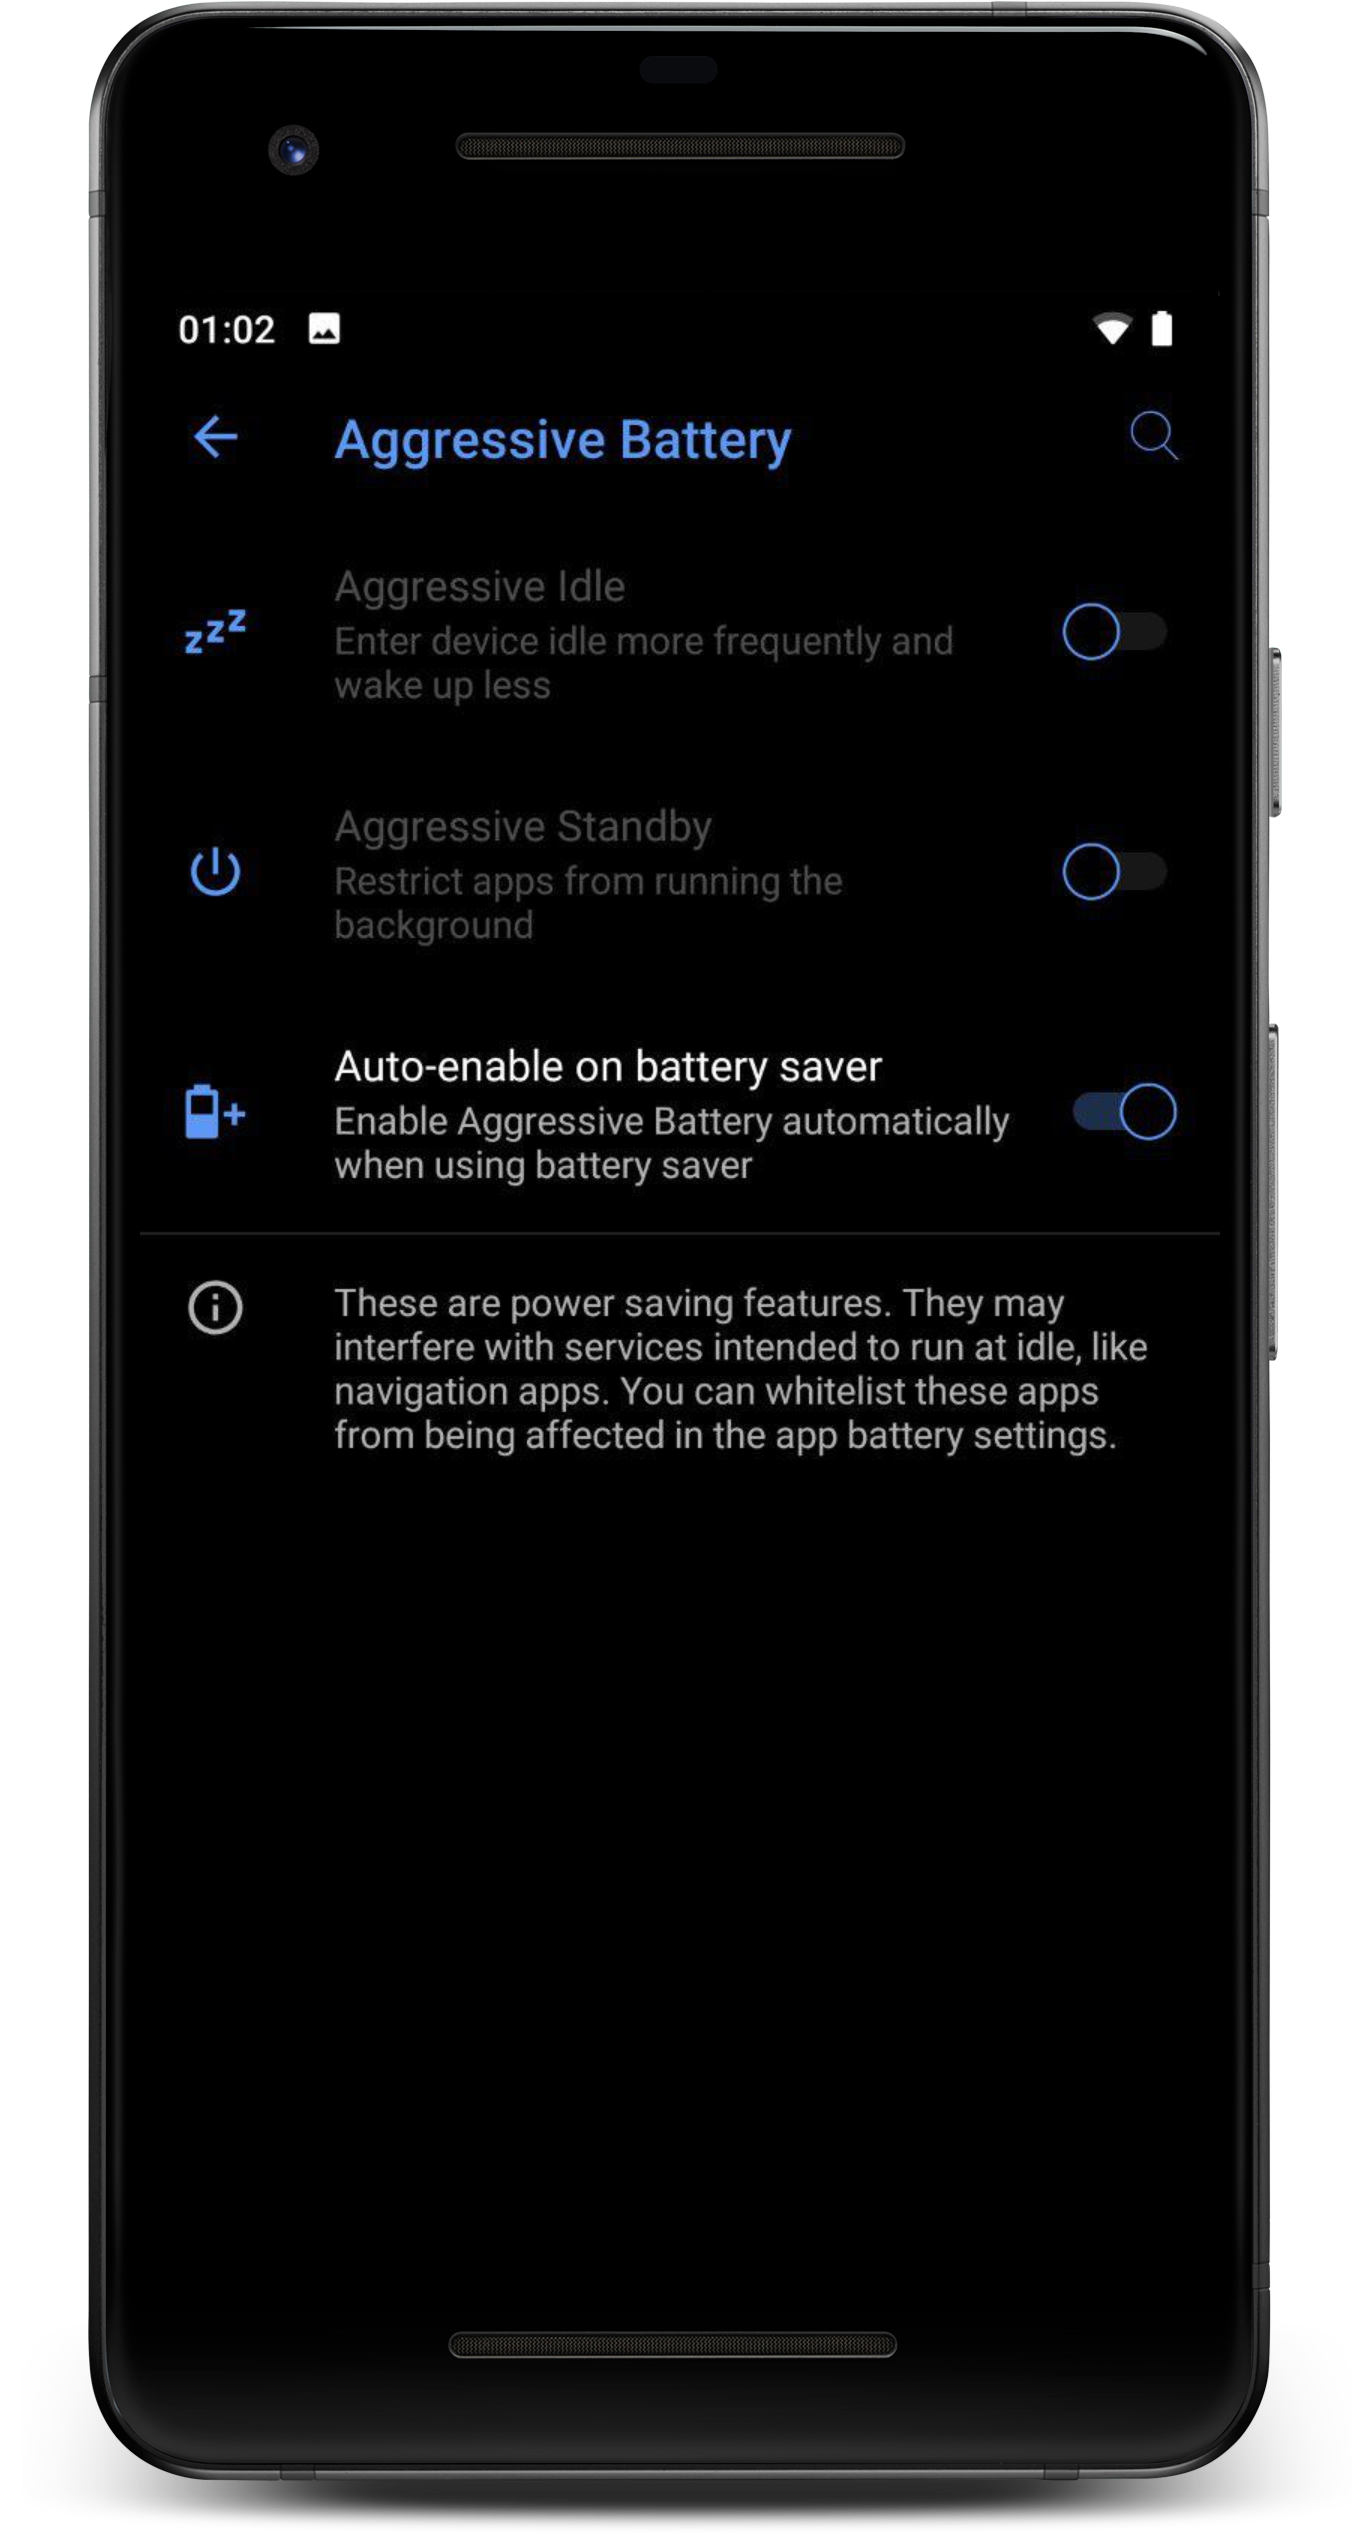 01:02
Aggressive Battery
Aggressive Idle
Enter device idle more frequently and
wake up less
Aggressive Standby
Restrict apps from running the
background
Auto-enable on battery saver
Enable Aggressive Battery automatically
when using battery saver
These are power saving features. They may
interfere with services intended to run at idle, like
navigation apps. You can whitelist these apps
from being affected in the app battery settings.